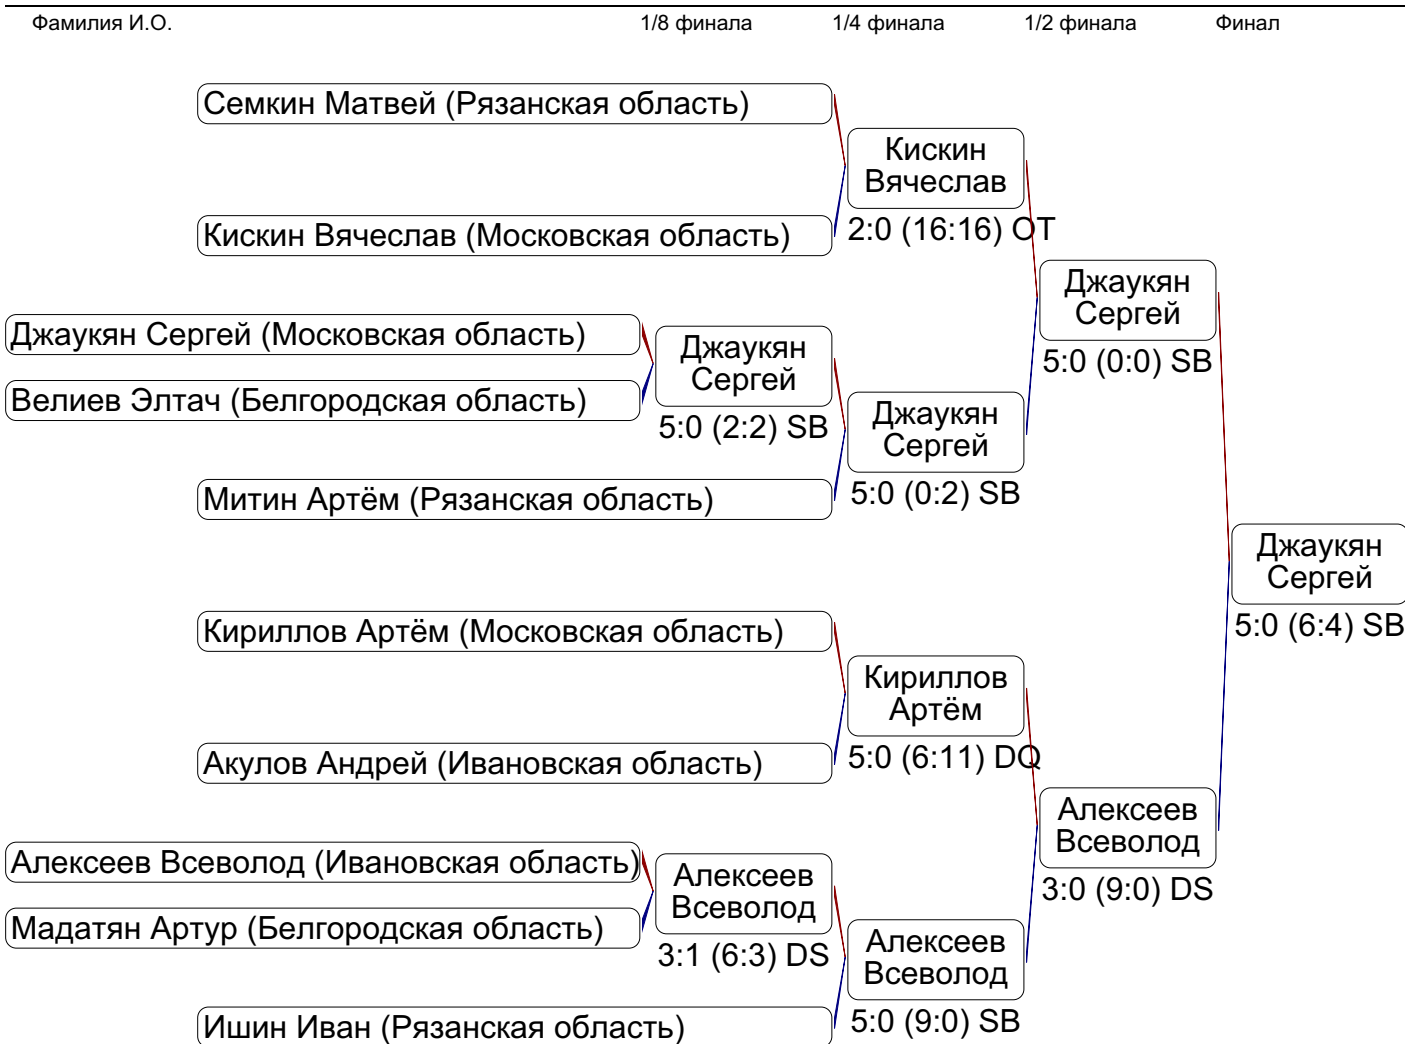 Фамилия И.О. 1/8 финала 1/4 финала 1/2 финала Финал
Семкин Матвей (Рязанская область)
Кискин
Вячеслав
2:0 (16:16) OT
Кискин Вячеслав (Московская область)
Джаукян
Сергей
5:0 (0:0) SB
Джаукян Сергей (Московская область)
Велиев Элтач (Белгородская область)
Джаукян
Сергей
5:0 (2:2) SB
Джаукян
Сергей
5:0 (0:2) SB
Митин Артём (Рязанская область)
Джаукян
Сергей
5:0 (6:4) SB
Кириллов Артём (Московская область)
Кириллов
Артём
5:0 (6:11) DQ
Акулов Андрей (Ивановская область)
Алексеев
Всеволод
3:0 (9:0) DS
Алексеев Всеволод (Ивановская область)
Мадатян Артур (Белгородская область)
Алексеев
Всеволод
3:1 (6:3) DS
Алексеев
Всеволод
5:0 (9:0) SB
Ишин Иван (Рязанская область)